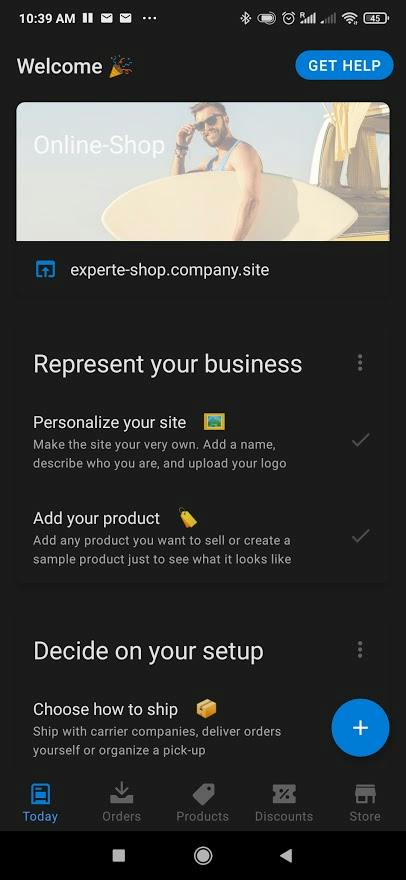 10:39 AM
R
45
Welcome
GET HELP
Online-Shop
experte-shop.company.site
Represent your business
Personalize your site
Make the site your very own. Add a name,
describe who you are, and upload your logo
Add your product
Add any product you want to sell or create a
sample product just to see what it looks like
Decide on your setup
Choose how to ship
Ship with carrier companies, deliver orders
yourself or organize a pick-up
Today
Orders
Products
Discounts
Store